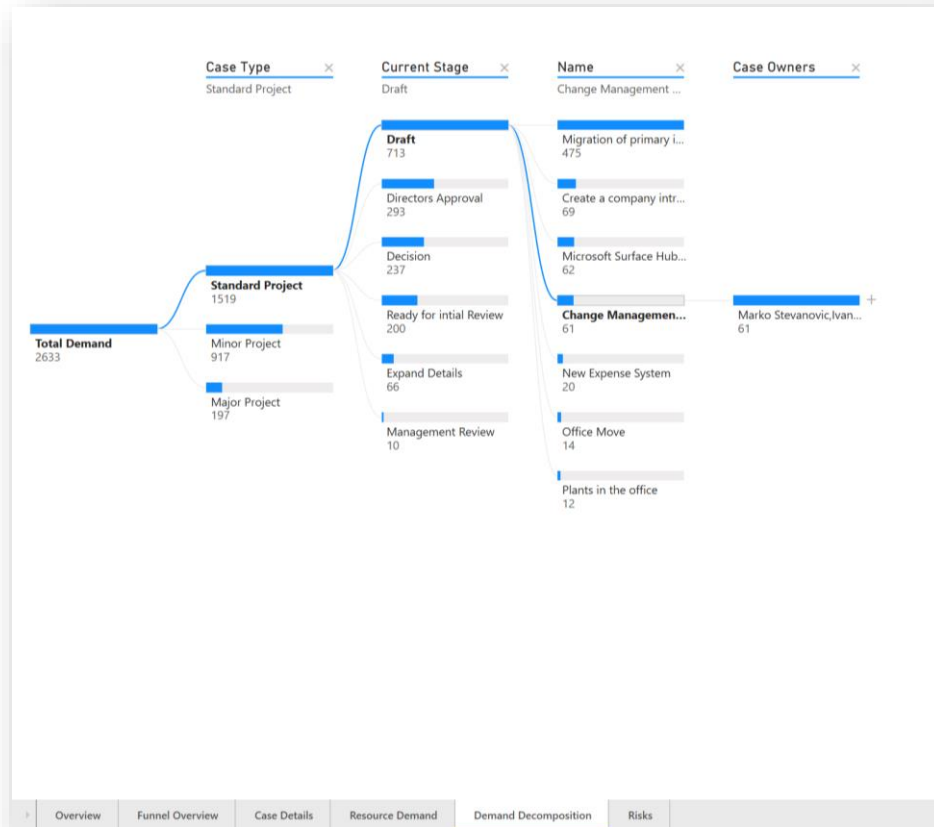 Case Type
Standard Project
Current Stage
Draft
Name
Change Management ...
Case Owners
Total Demand
2633
Standard Project
1519
Minor Project
917
Major Project
197
Draft
713
Directors Approval
293
Decision
237
Ready for intial Review
200
Expand Details
66
Management Review
10
Migration of primary i...
475
Create a company intr...
69
Microsoft Surface Hub...
62
Change Managemen...
61
New Expense System
20
Office Move
14
Plants in the office
12
Marko Stevanovic,Ivan...
61
Overview
Funnel Overview
Case Details
Resource Demand
Demand Decomposition
Risks